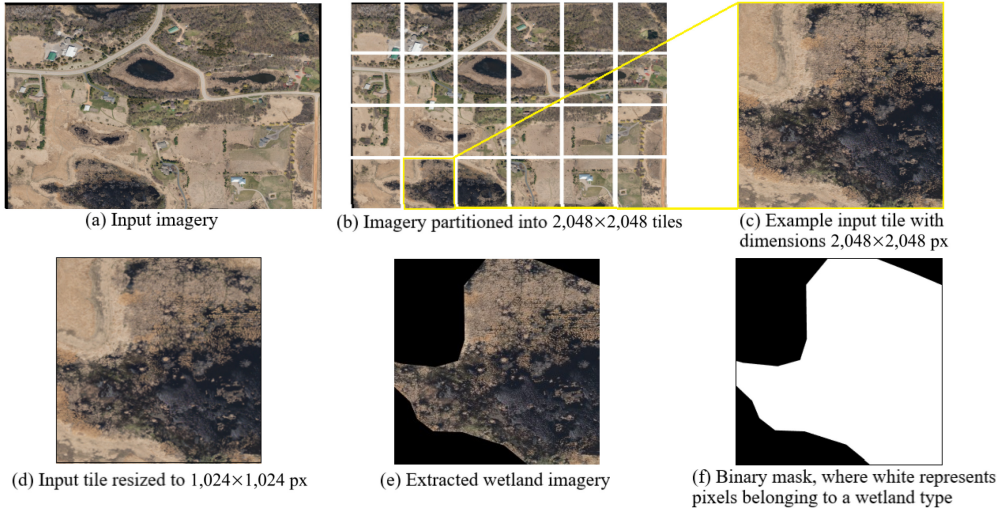 (a) Input imagery
(b) Imagery partitioned into 2,048×2,048 tiles
(c) Example input tile with
dimensions 2,048×2,048 px
(d) Input tile resized to 1,024×1,024 px
(e) Extracted wetland imagery
(f) Binary mask, where white represents
pixels belonging to a wetland type